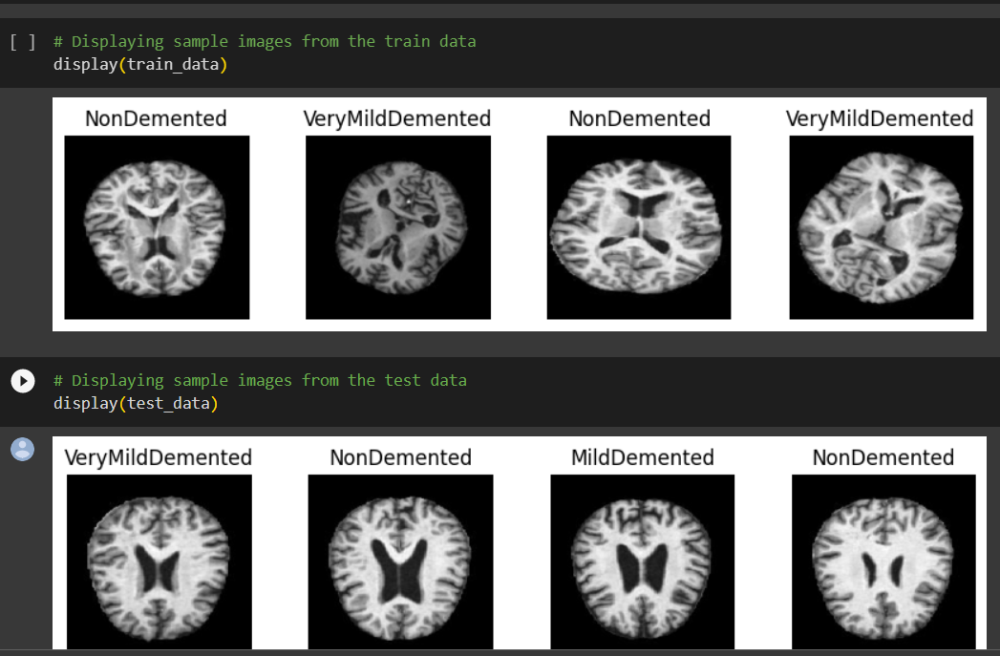 [ ] # Displaying sample images from the train data
display(train_data)
NonDemented VeryMildDemented NonDemented VeryMildDemented
# Displaying sample images from the test data
display(test_data)
VeryMildDemented NonDemented MildDemented NonDemented